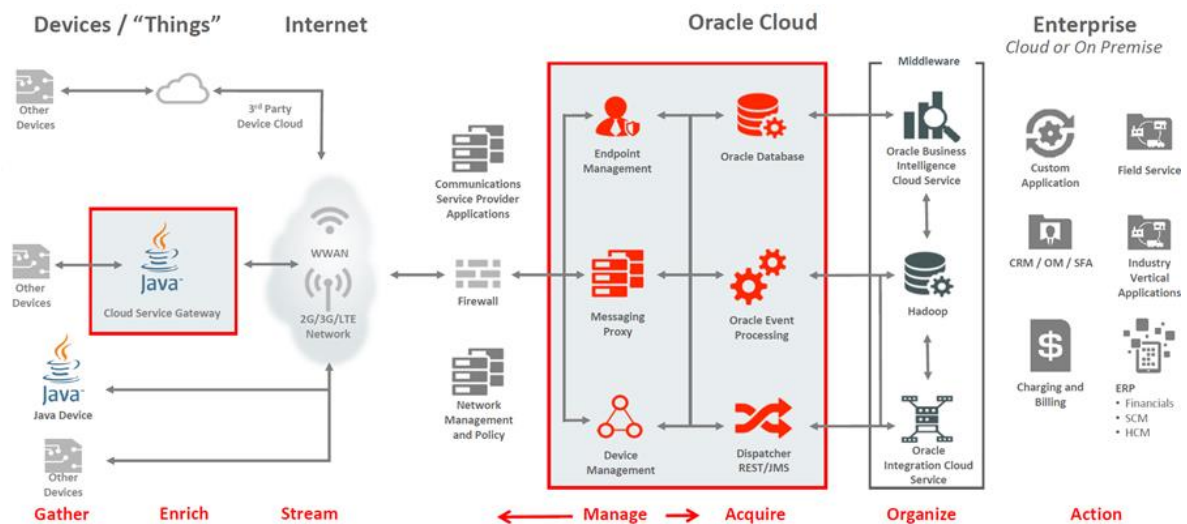 Devices / “Things”
Internet
Oracle Cloud
Enterprise
Cloud or On Premise
Other
Devices
3rd Party
Device Cloud
Other
Devices
Java™
Cloud Service Gateway
Java™
Java Device
Other
Devices
WWAN
2G/3G/LTE
Network
Communications
Service Provider
Applications
Firewall
Network
Management
and Policy
Endpoint
Management
Messaging
Proxy
Device
Management
Oracle Database
Oracle Event
Processing
Dispatcher
REST/JMS
Middleware
Oracle Business
Intelligence
Cloud Service
Hadoop
Oracle
Integration Cloud
Service
Custom
Application
Field Service
CRM / OM / SFA
Industry
Vertical
Applications
$
Charging and
Billing
ERP
• Financials
• SCM
• HCM
Gather
Enrich
Stream
Manage
Acquire
Organize
Action